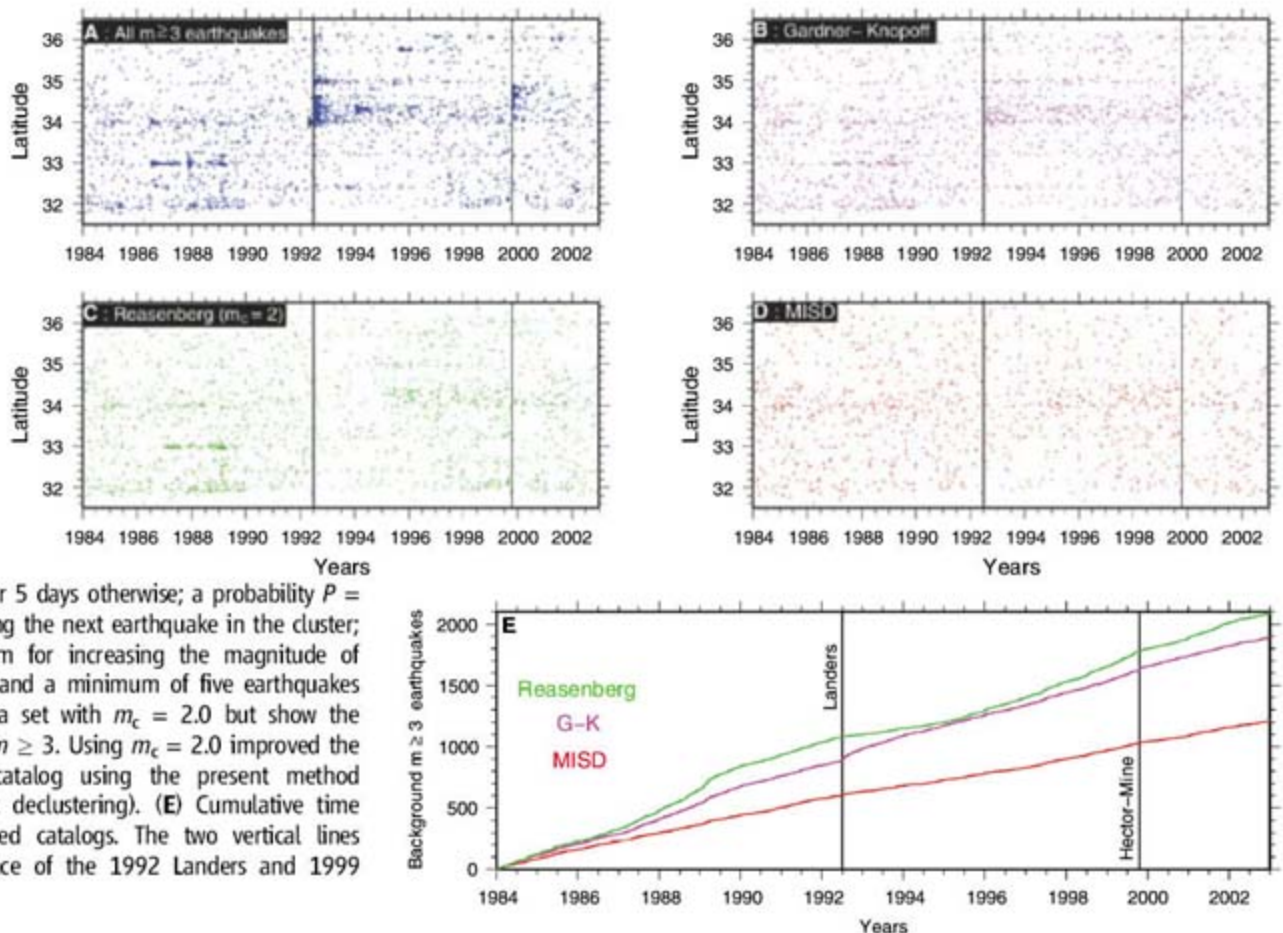 A : All m≥3 earthquakes
36
35
34
33
32
Latitude
1984 1986 1988 1990 1992 1994 1996 1998 2000 2002
B : Gardner–Knopoff
36
35
34
33
32
Latitude
1984 1986 1988 1990 1992 1994 1996 1998 2000 2002
C : Reasenberg (mc = 2)
36
35
34
33
32
Latitude
1984 1986 1988 1990 1992 1994 1996 1998 2000 2002
Years
D : MISD
36
35
34
33
32
Latitude
1984 1986 1988 1990 1992 1994 1996 1998 2000 2002
Years
r 5 days otherwise; a probability P =
g the next earthquake in the cluster;
m for increasing the magnitude of
and a minimum of five earthquakes
a set with mc = 2.0 but show the
m ≥ 3. Using mc = 2.0 improved the
catalog using the present method
declustering). (E) Cumulative time
ed catalogs. The two vertical lines
ce of the 1992 Landers and 1999
E
Background m ≥ 3 earthquakes
2000
1500
1000
500
0
Reasenberg
G–K
MISD
Landers
Hector–Mine
1984 1986 1988 1990 1992 1994 1996 1998 2000 2002
Years